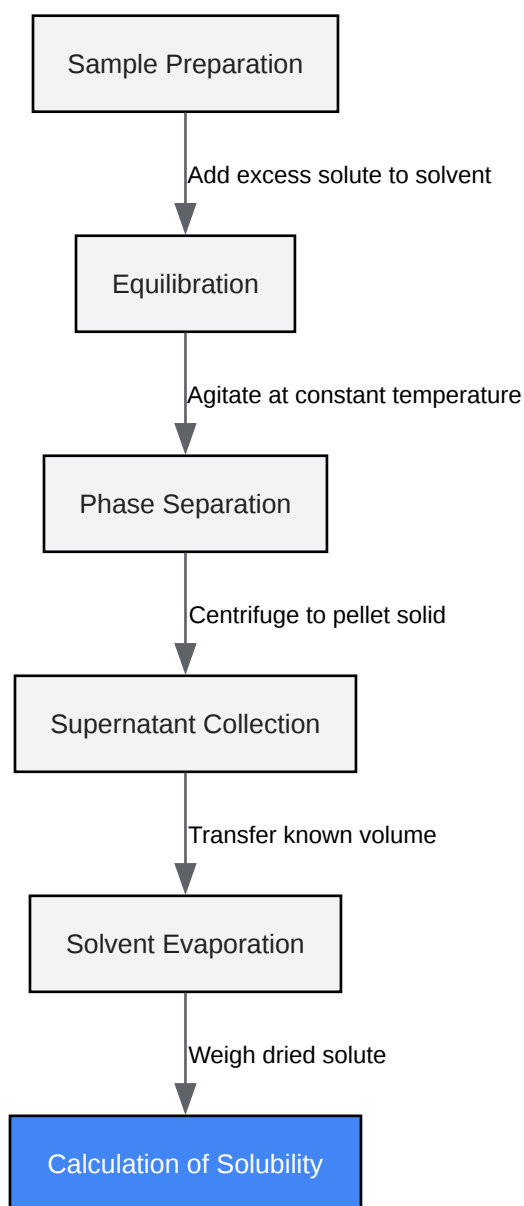 Sample Preparation
Add excess solute to solvent
Equilibration
Agitate at constant temperature
Phase Separation
Centrifuge to pellet solid
Supernatant Collection
Transfer known volume
Solvent Evaporation
Weigh dried solute
Calculation of Solubility